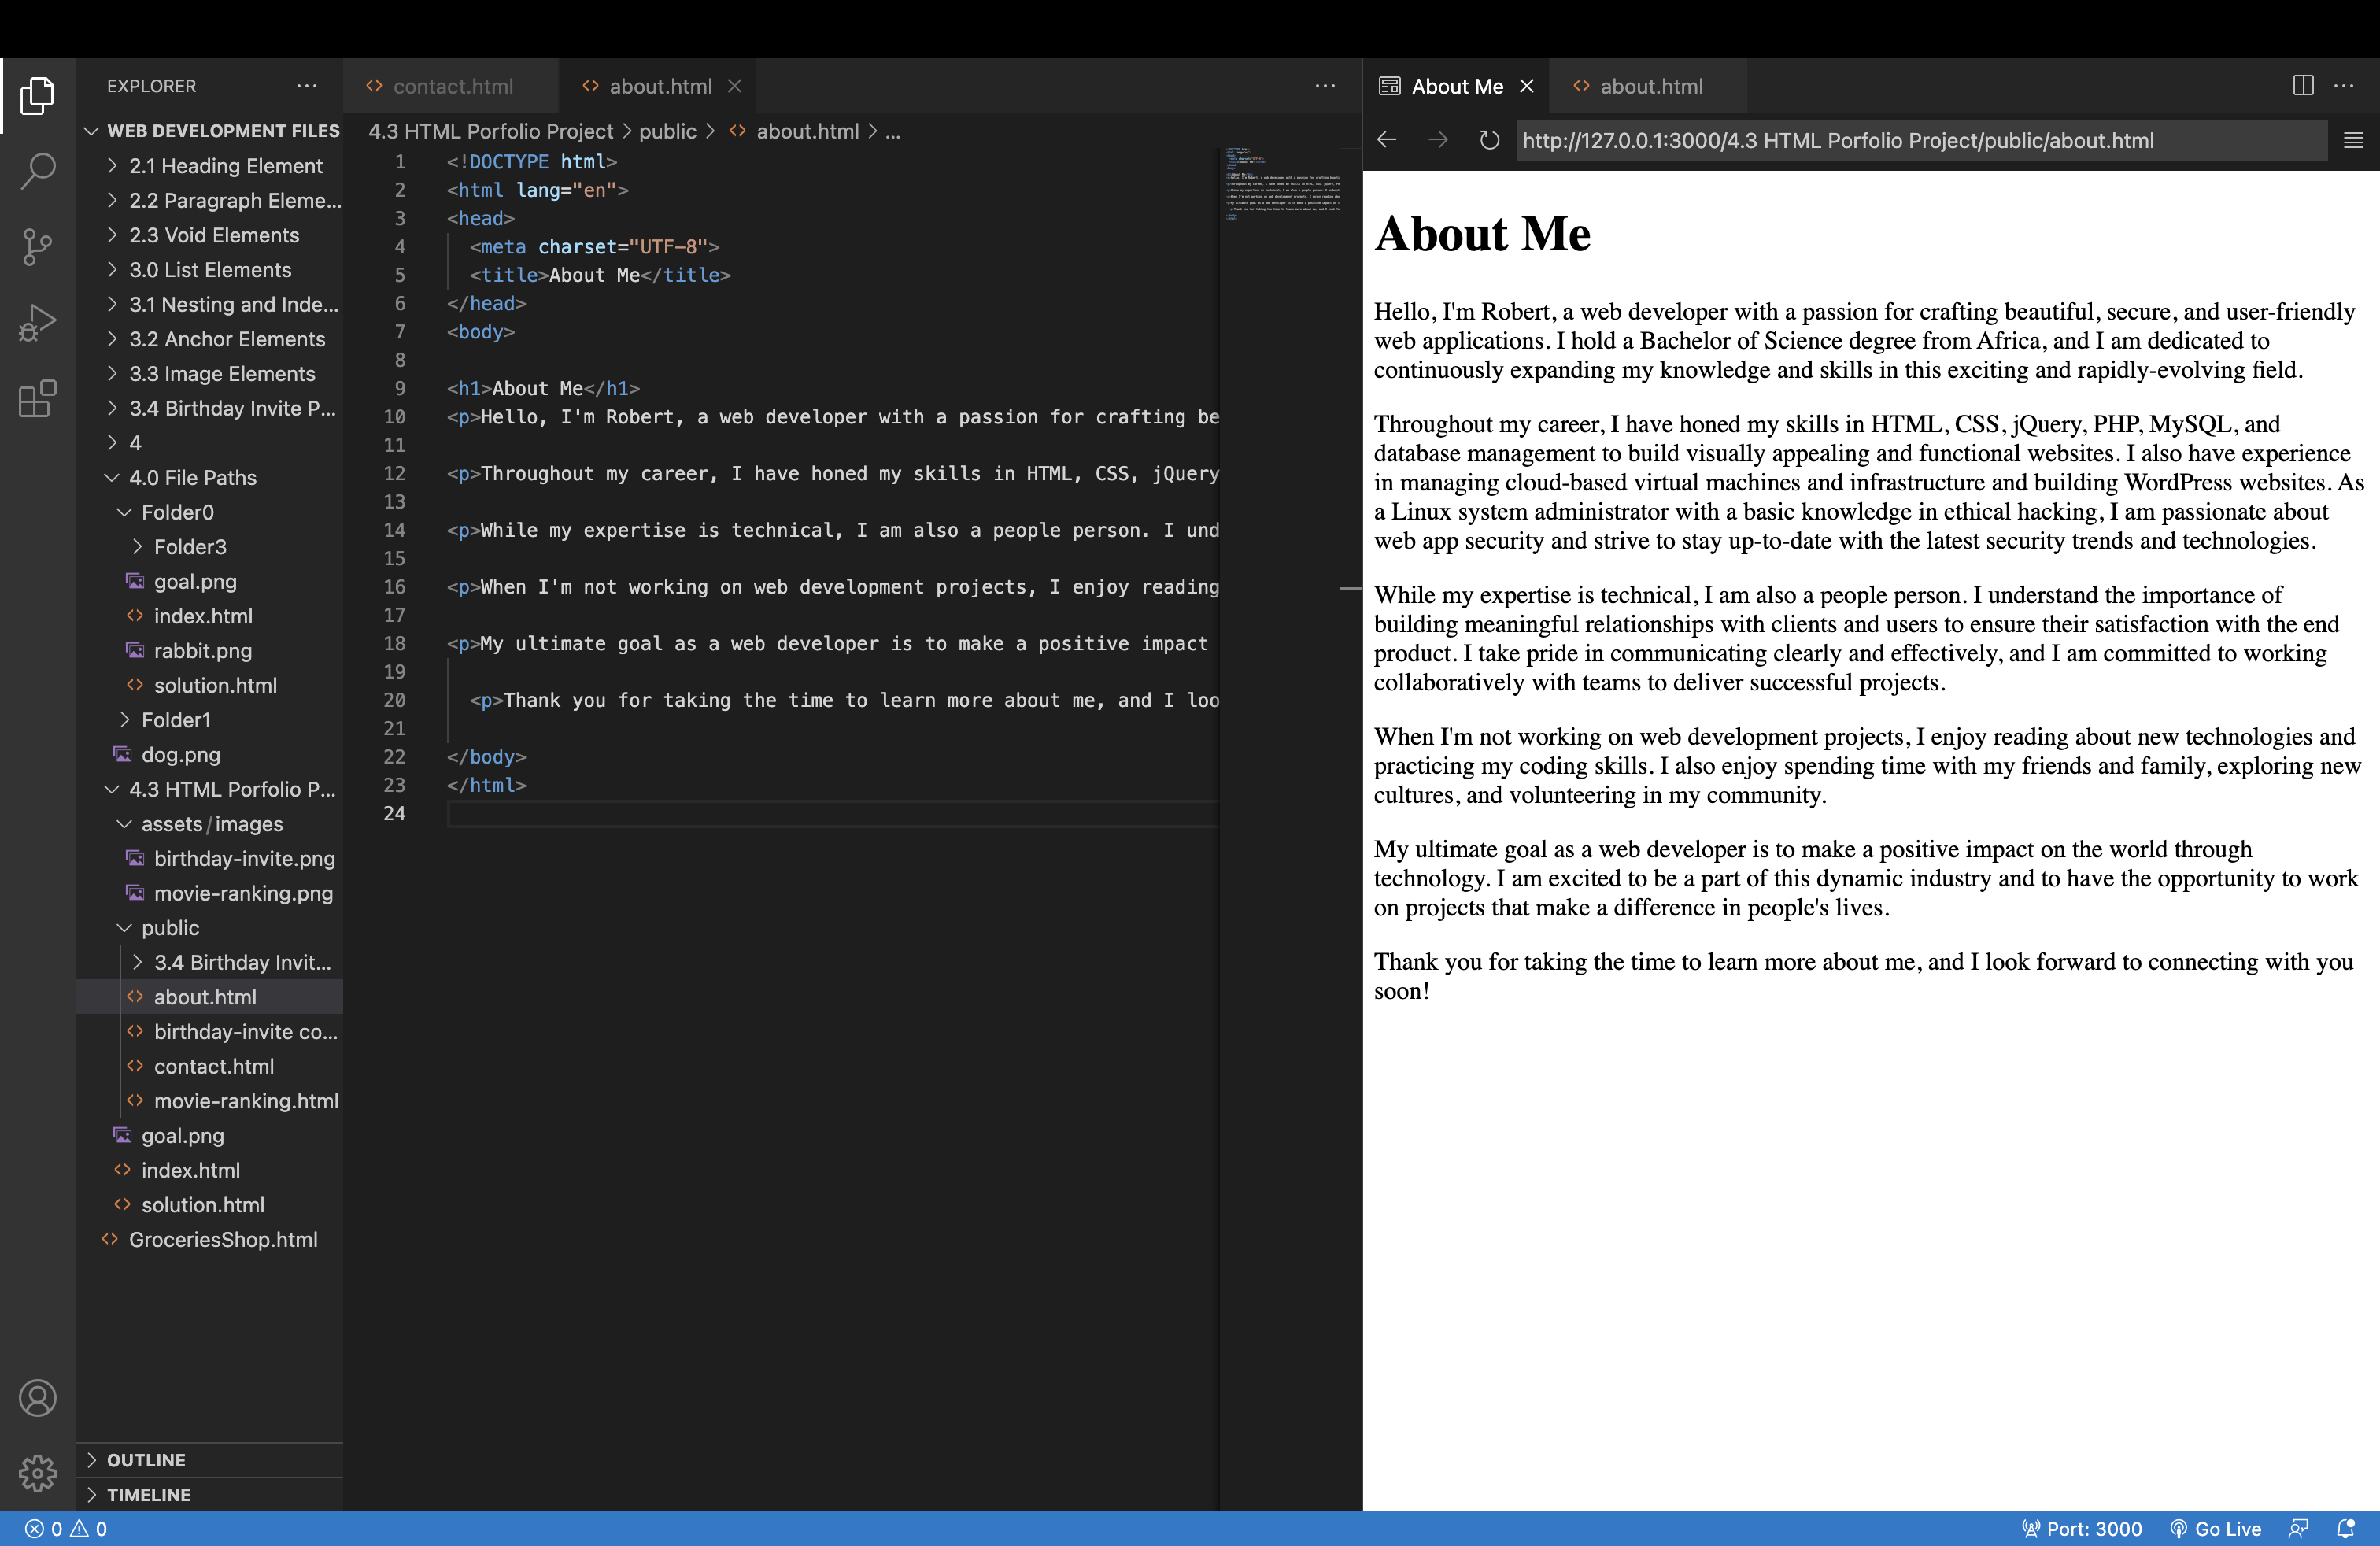 EXPLORER
WEB DEVELOPMENT FILES
2.1 Heading Element
2.2 Paragraph Eleme...
2.3 Void Elements
3.0 List Elements
3.1 Nesting and Inde...
3.2 Anchor Elements
3.3 Image Elements
3.4 Birthday Invite P...
4
4.0 File Paths
Folder0
Folder3
goal.png
index.html
rabbit.png
solution.html
Folder1
dog.png
4.3 HTML Porfolio P...
assets/images
birthday-invite.png
movie-ranking.png
public
3.4 Birthday Invit...
about.html
birthday-invite co...
contact.html
movie-ranking.html
goal.png
index.html
solution.html
GroceriesShop.html
OUTLINE
TIMELINE
contact.html
about.html
4.3 HTML Porfolio Project > public > about.html > ...
1 <!DOCTYPE html>
2 <html lang="en">
3 <head>
4 <meta charset="UTF-8">
5 <title>About Me</title>
6 </head>
7 <body>
8
9 <h1>About Me</h1>
10 <p>Hello, I'm Robert, a web developer with a passion for crafting be
11
12 <p>Throughout my career, I have honed my skills in HTML, CSS, jQuery
13
14 <p>While my expertise is technical, I am also a people person. I und
15
16 <p>When I'm not working on web development projects, I enjoy reading
17
18 <p>My ultimate goal as a web developer is to make a positive impact
19
20 <p>Thank you for taking the time to learn more about me, and I loo
21
22 </body>
23 </html>
24
About Me
about.html
http://127.0.0.1:3000/4.3 HTML Porfolio Project/public/about.html
About Me
Hello, I'm Robert, a web developer with a passion for crafting beautiful, secure, and user-friendly
web applications. I hold a Bachelor of Science degree from Africa, and I am dedicated to
continuously expanding my knowledge and skills in this exciting and rapidly-evolving field.
Throughout my career, I have honed my skills in HTML, CSS, jQuery, PHP, MySQL, and
database management to build visually appealing and functional websites. I also have experience
in managing cloud-based virtual machines and infrastructure and building WordPress websites. As
a Linux system administrator with a basic knowledge in ethical hacking, I am passionate about
web app security and strive to stay up-to-date with the latest security trends and technologies.
While my expertise is technical, I am also a people person. I understand the importance of
building meaningful relationships with clients and users to ensure their satisfaction with the end
product. I take pride in communicating clearly and effectively, and I am committed to working
collaboratively with teams to deliver successful projects.
When I'm not working on web development projects, I enjoy reading about new technologies and
practicing my coding skills. I also enjoy spending time with my friends and family, exploring new
cultures, and volunteering in my community.
My ultimate goal as a web developer is to make a positive impact on the world through
technology. I am excited to be a part of this dynamic industry and to have the opportunity to work
on projects that make a difference in people's lives.
Thank you for taking the time to learn more about me, and I look forward to connecting with you
soon!
0 0
Port: 3000
Go Live